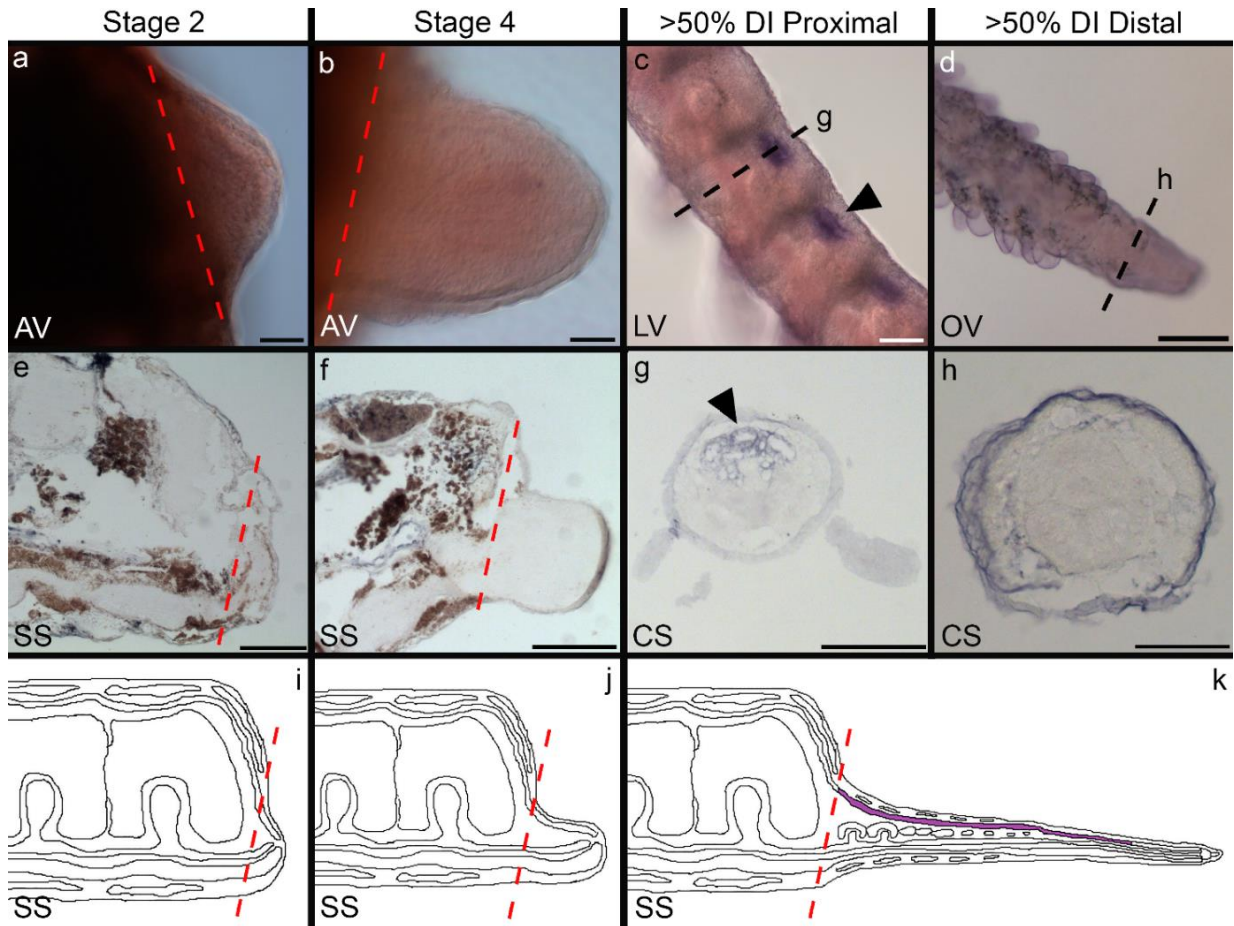 Stage 2
Stage 4
>50% DI Proximal
>50% DI Distal
a
AV
b
AV
c
g
LV
d
h
OV
e
SS
f
SS
g
CS
h
CS
i
SS
j
SS
k
SS